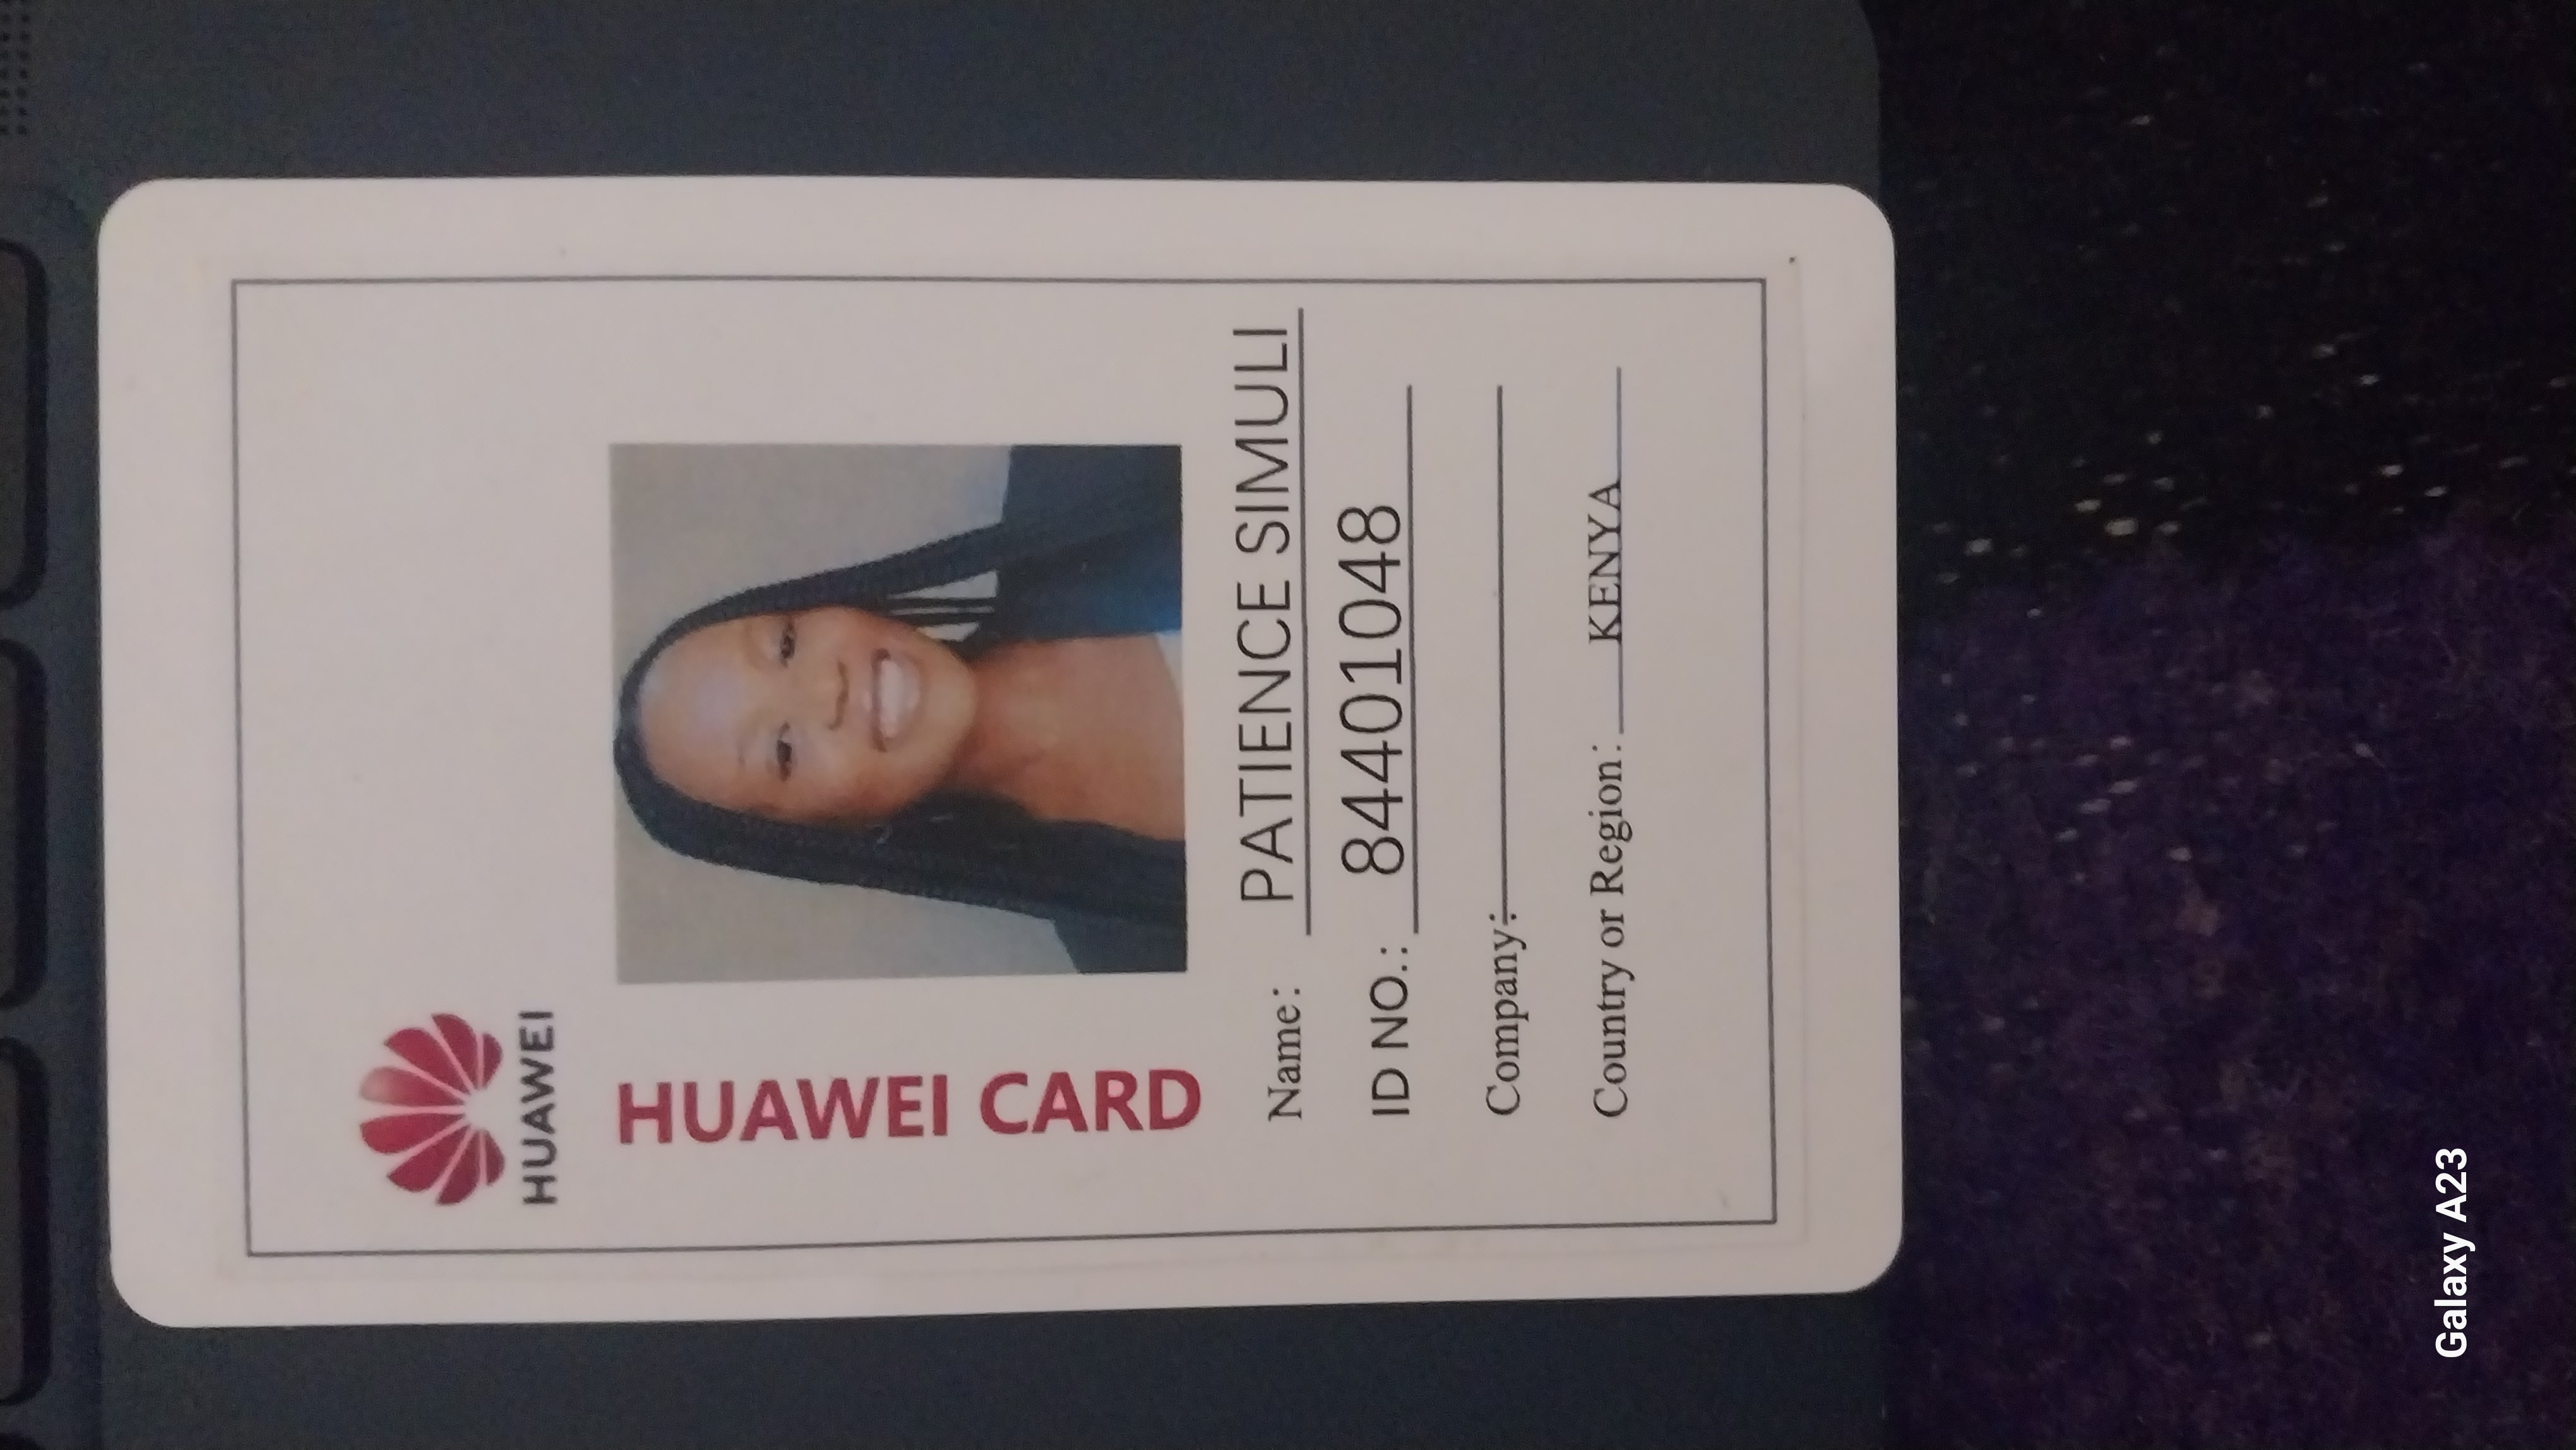 HUAWEI
HUAWEI CARD
Name: PATIENCE SIMULI
ID NO.: 84401048
Company:
Country or Region: KENYA
Galaxy A23